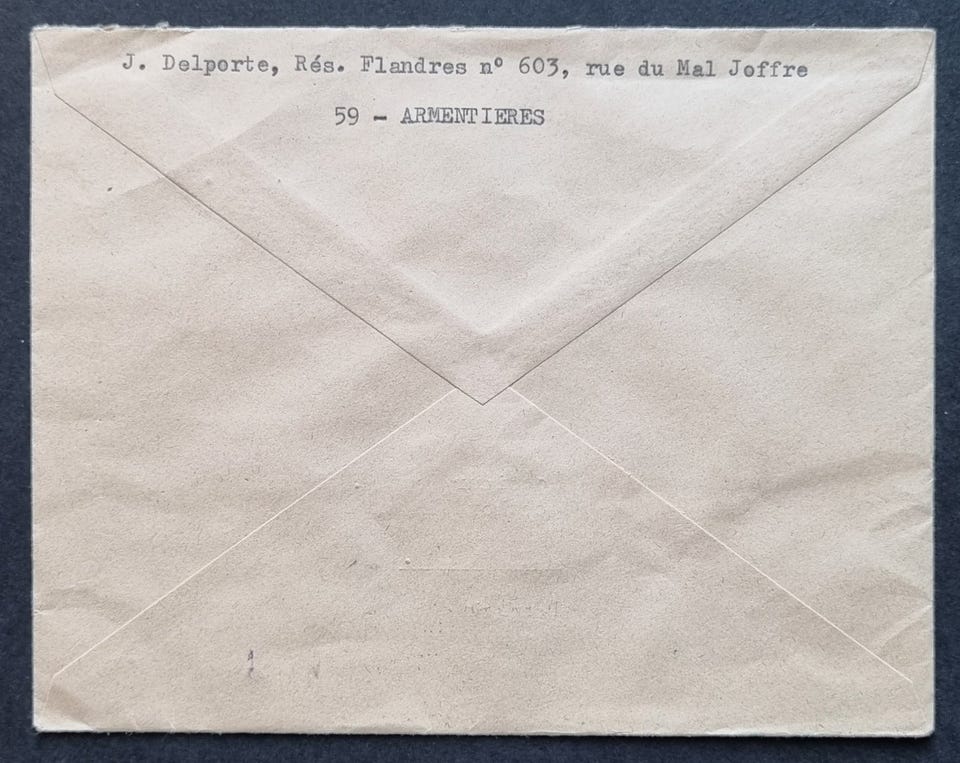 J. Delporte, Rés. Flandres nº 603, rue du Mal Joffre
59 - ARMENTIERES